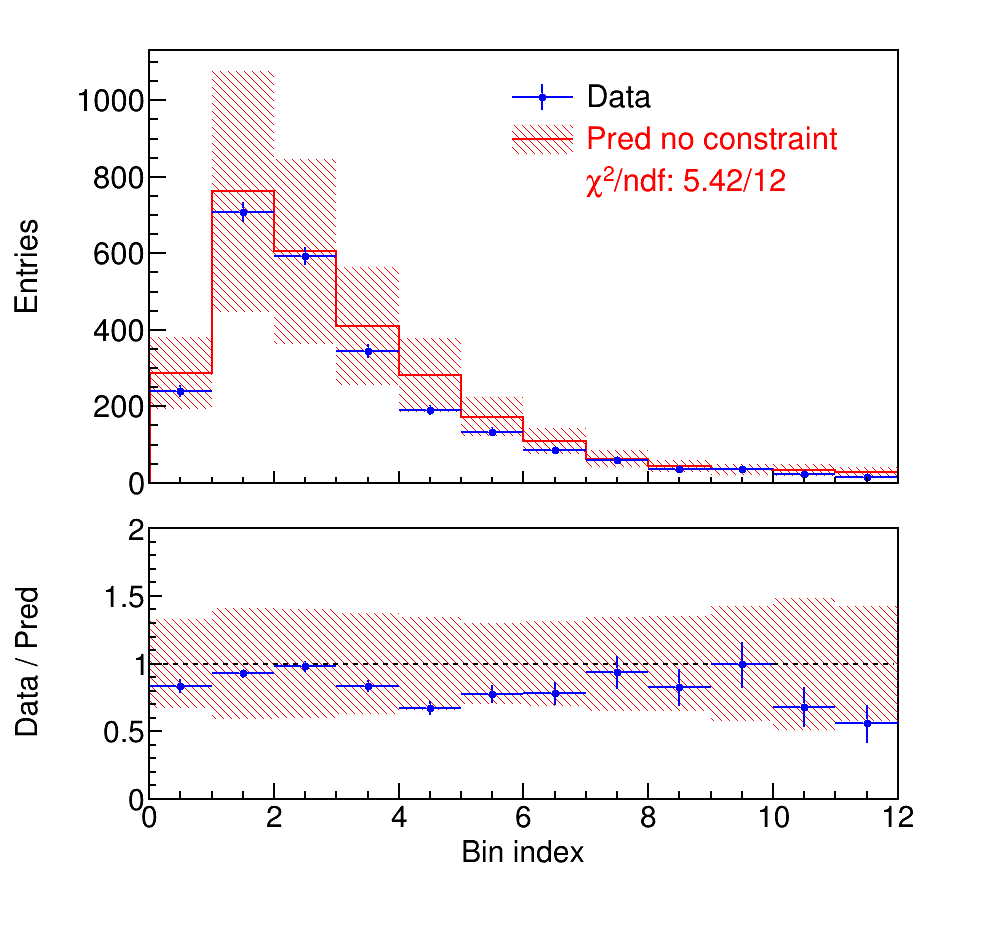 1000
800
600
400
200
0
Entries
Data
Pred no constraint
χ²/ndf: 5.42/12
2
1.5
1
0.5
0
Data / Pred
0 2 4 6 8 10 12
Bin index